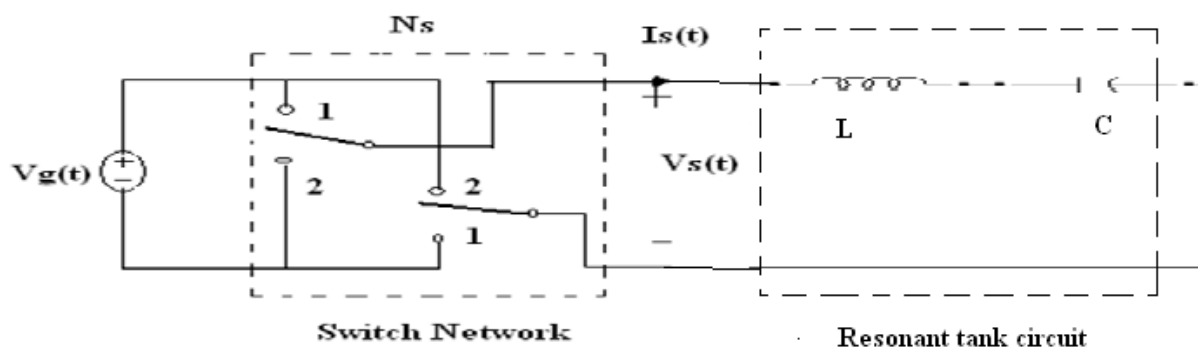 Ns
Is(t)
1
+
L
C
Vg(t)
+
−
Vs(t)
2
2
1
−
Switch Network
Resonant tank circuit